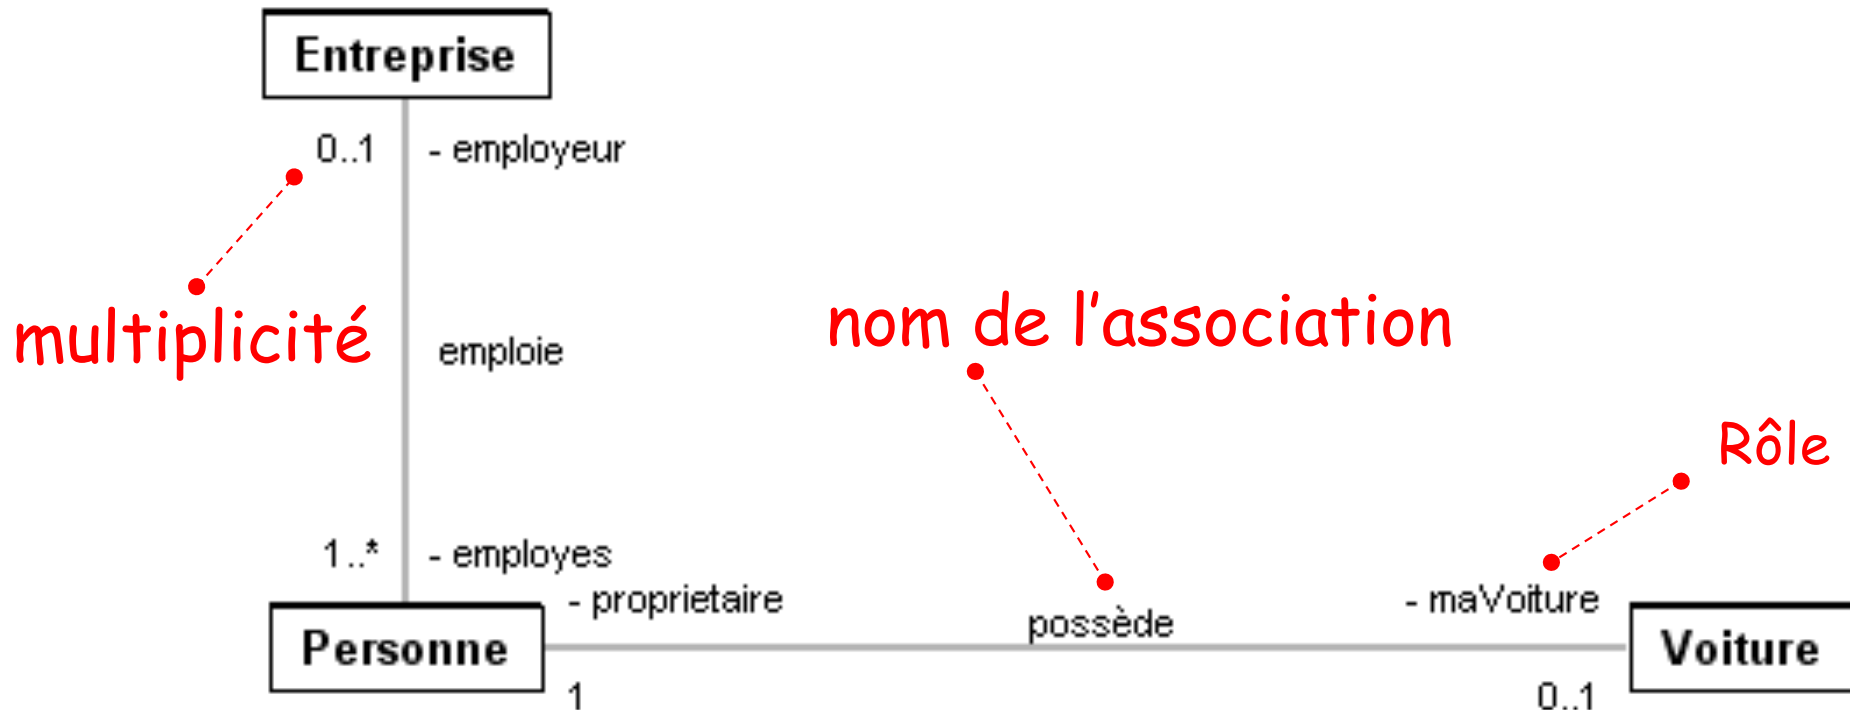 Entreprise
0..1 - employeur
multiplicité
emploie
nom de l'association
Rôle
1..* - employes
- proprietaire
possède
- maVoiture
Personne
Voiture
1
0..1